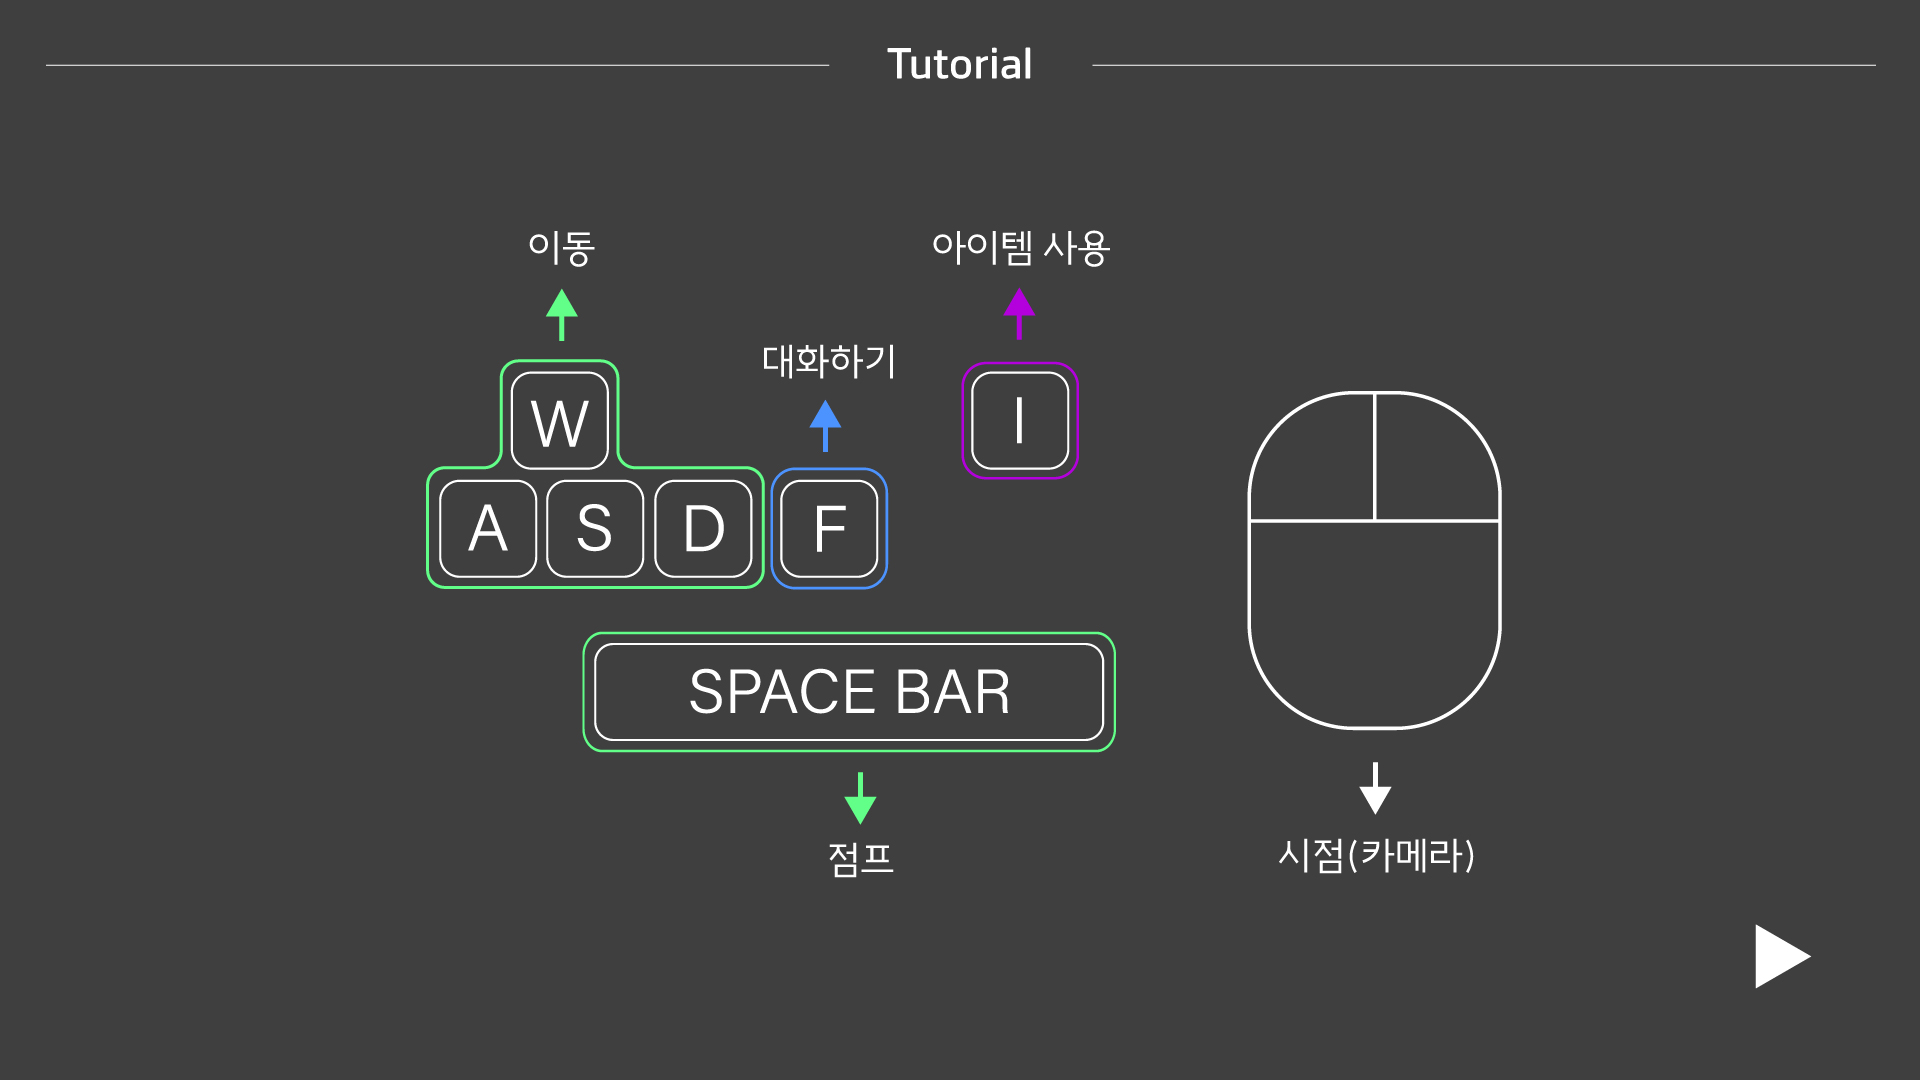 Tutorial
이동
아이템 사용
대화하기
W
I
A S D F
SPACE BAR
점프
시점(카메라)